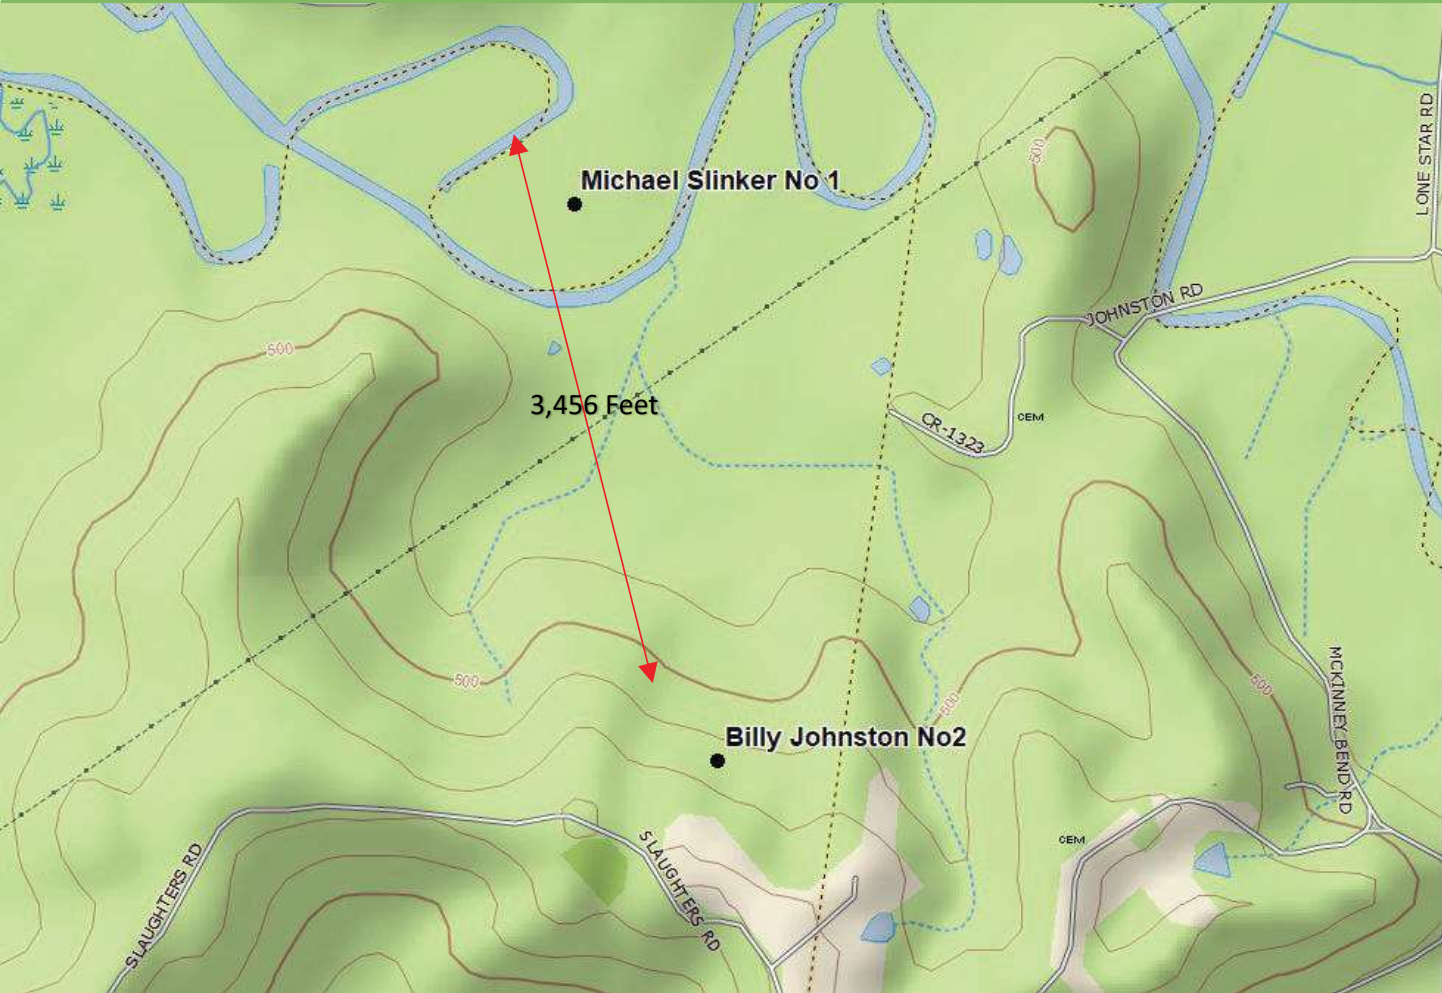 LONE STAR RD
500
Michael Slinker No 1
JOHNSTON RD
500
3,456 Feet
CEM
CR-1323
500
500
500
MCKINNEY BEND RD
Billy Johnston No2
SLAUGHTERS RD
SLAUGHTERS RD
CEM